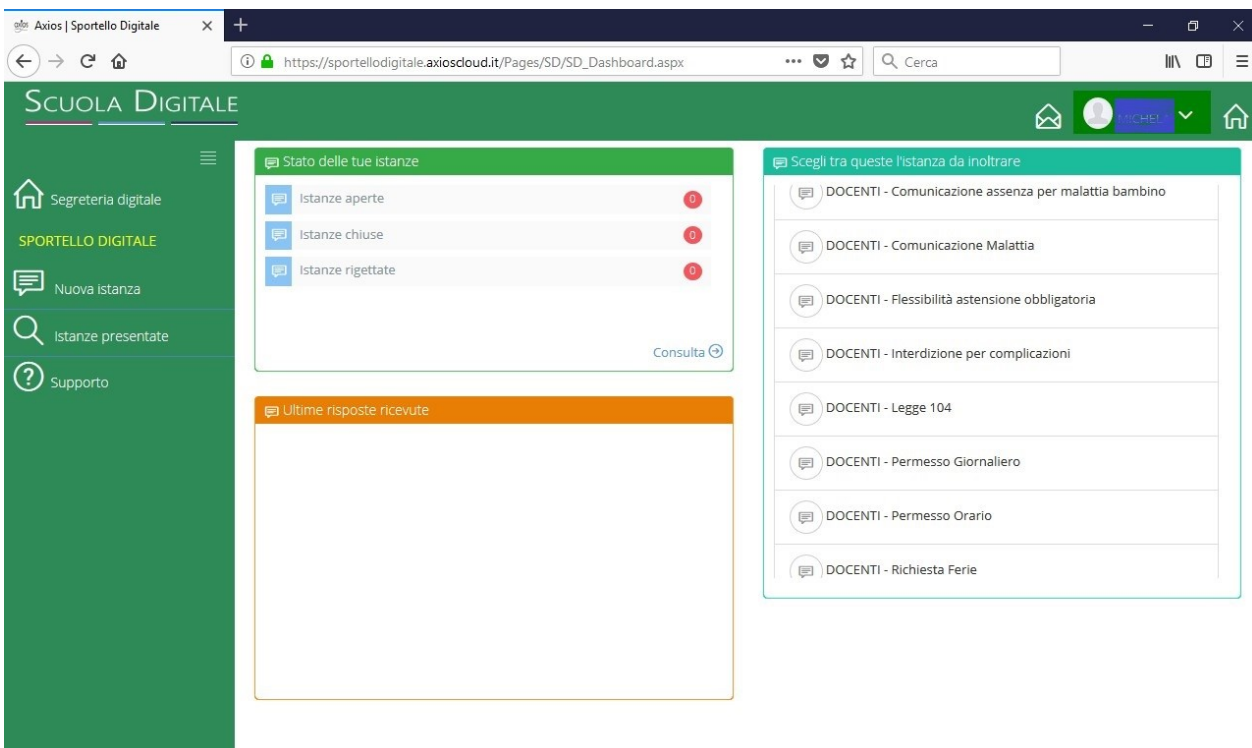 Axios | Sportello Digitale
https://sportellodigitale.axioscloud.it/Pages/SD/SD_Dashboard.aspx
Cerca
SCUOLA DIGITALE
MICHELA
Segreteria digitale
SPORTELLO DIGITALE
Nuova istanza
Istanze presentate
Supporto
Stato delle tue istanze
Istanze aperte 0
Istanze chiuse 0
Istanze rigettate 0
Consulta
Ultime risposte ricevute
Scegli tra queste l'istanza da inoltrare
DOCENTI - Comunicazione assenza per malattia bambino
DOCENTI - Comunicazione Malattia
DOCENTI - Flessibilità astensione obbligatoria
DOCENTI - Interdizione per complicazioni
DOCENTI - Legge 104
DOCENTI - Permesso Giornaliero
DOCENTI - Permesso Orario
DOCENTI - Richiesta Ferie